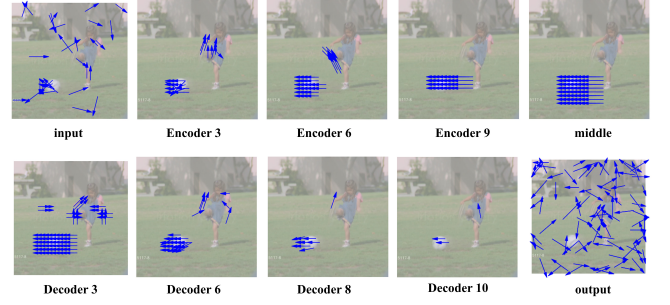 input
Encoder 3
Encoder 6
Encoder 9
middle
Decoder 3
Decoder 6
Decoder 8
Decoder 10
output